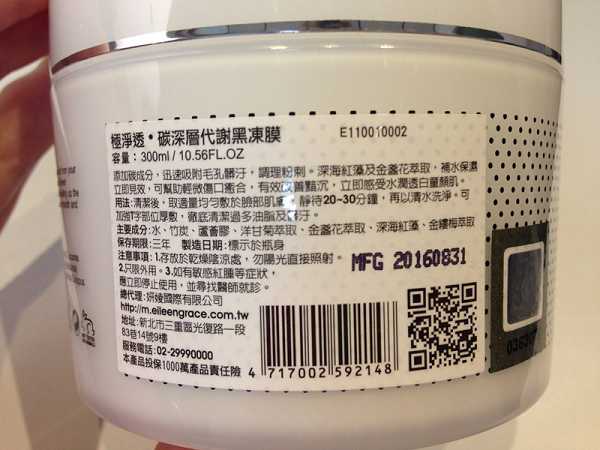 極淨透•碳深層代謝黑凍膜
E110010002
容量：300ml / 10.56FL.OZ
添加碳成分，迅速吸附毛孔髒汙，調理粉刺。深海紅藻及金盞花萃取，補水保濕
立即見效，可幫助輕微傷口癒合，有效改善黯沉，立即感受水潤透白童顏肌。
用法:清潔後，取適量均勻敷於臉部肌膚，靜待20~30分鐘，再以清水洗淨。可
加強T字部位厚敷，徹底清潔過多油脂及髒汙。
主要成分:水、竹炭、蘆薈膠、洋甘菊萃取、金盞花萃取、深海紅藻、金縷梅萃取
保存期限:三年 製造日期:標示於瓶身
注意事項:1.存放於乾燥陰涼處，勿陽光直接照射。
MFG 20160831
2.只限外用。3.如有敏感紅腫等症狀，
應立即停止使用，並尋找醫師就診。
總代理:妍媛國際有限公司
http://m.eileengrace.com.tw
地址:新北市三重區光復路一段
83巷14號9樓
服務電話:02-29990000
本產品投保1000萬產品責任險
4 717002 592148